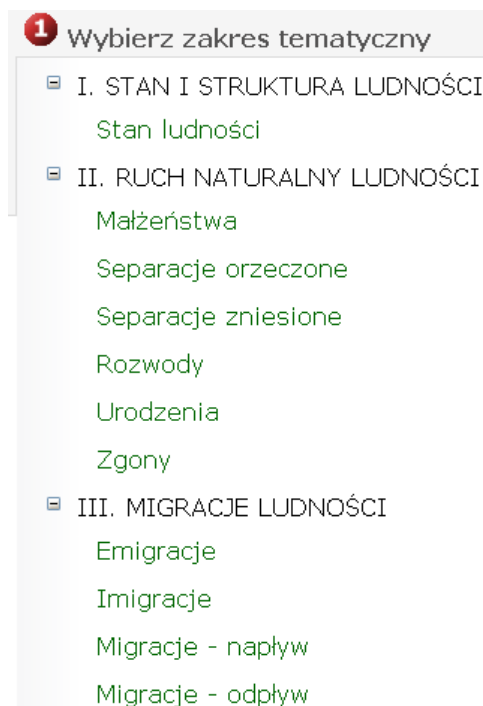 1 Wybierz zakres tematyczny
I. STAN I STRUKTURA LUDNOŚCI
Stan ludności
II. RUCH NATURALNY LUDNOŚCI
Małżeństwa
Separacje orzeczone
Separacje zniesione
Rozwody
Urodzenia
Zgony
III. MIGRACJE LUDNOŚCI
Emigracje
Imigracje
Migracje - napływ
Migracje - odpływ